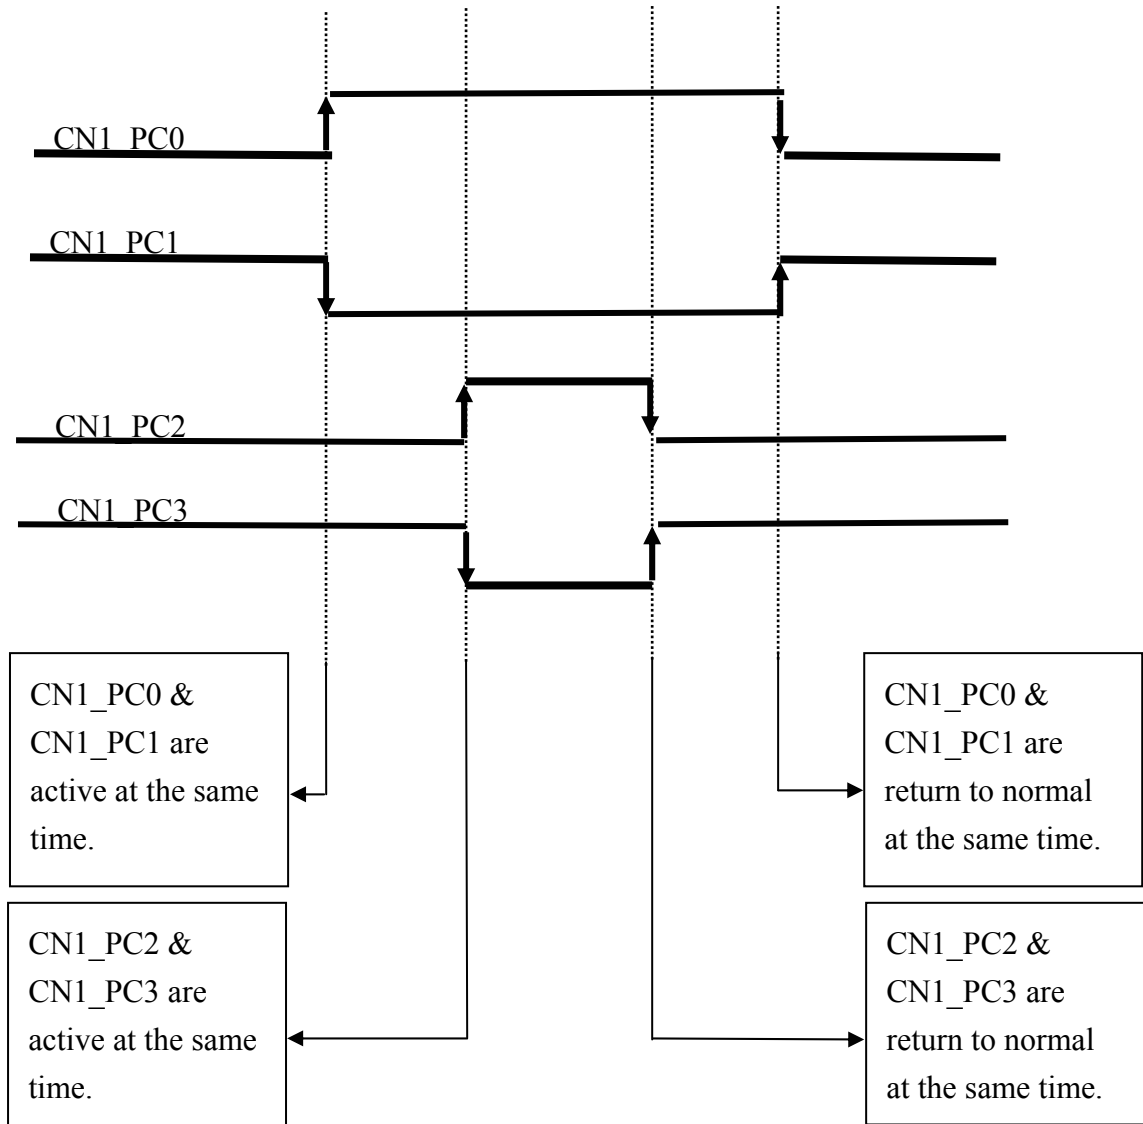 CN1_PC0
CN1_PC1
CN1_PC2
CN1_PC3
CN1_PC0 &
CN1_PC1 are
active at the same
time.
CN1_PC0 &
CN1_PC1 are
return to normal
at the same time.
CN1_PC2 &
CN1_PC3 are
active at the same
time.
CN1_PC2 &
CN1_PC3 are
return to normal
at the same time.